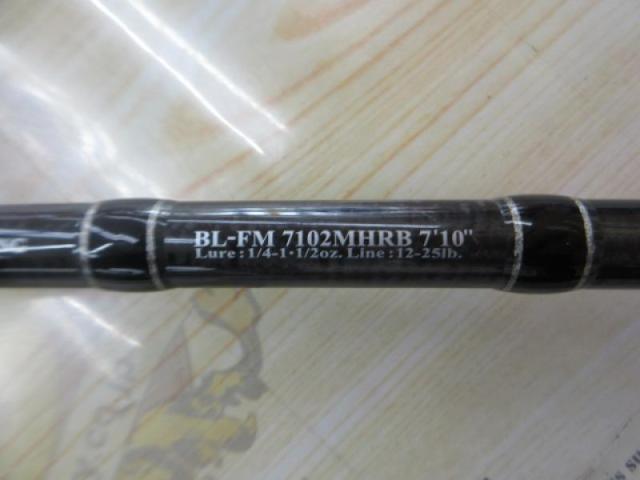 BL-FM 7102MHRB 7'10"
Lure : 1/4-1·1/2oz. Line : 12-25lb.